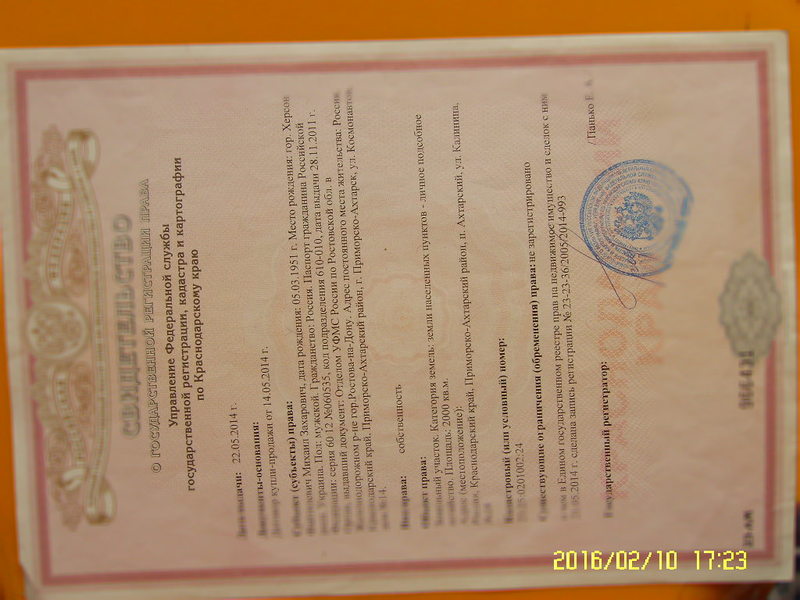 СВИДЕТЕЛЬСТВО
О ГОСУДАРСТВЕННОЙ РЕГИСТРАЦИИ ПРАВА
Управление Федеральной службы
государственной регистрации, кадастра и картографии
по Краснодарскому краю
Дата выдачи: 22.05.2014 г.
Документы-основания:
Договор купли-продажи от 14.05.2014 г.
Субъект (субъекты) права:
Михаил Захарович, дата рождения: 05.03.1951 г. Место рождения: гор. Херсон
Украина. Пол: мужской. Гражданство: Россия. Паспорт гражданина Российской
Федерации: серия 60 12 №060535, код подразделения 610-010, дата выдачи 28.11.2011 г.
выдавший документ: Отделом УФМС России по Ростовской обл. в
Железнодорожном р-не гор.Ростова-на-Дону. Адрес постоянного места жительства: Россия,
Краснодарский край, Приморско-Ахтарский район, г. Приморско-Ахтарск, ул. Космонавтов,
Вид права: собственность
Объект права:
Земельный участок. Категория земель: земли населенных пунктов - личное подсобное
хозяйство. Площадь: 2000 кв.м.
Адрес (местоположение):
Россия, Краснодарский край, Приморско-Ахтарский район, п. Ахтарский, ул. Калинина,
Кадастровый (или условный) номер:
:0201002:24
Существующие ограничения (обременения) права: не зарегистрировано
о чем в Едином государственном реестре прав на недвижимое имущество и сделок с ним
.05.2014 г. сделана запись регистрации № 23-23-36/2005/2014-993
Государственный регистратор:
/ Панько Е. А.
23-АМ
2016/02/10 17:23